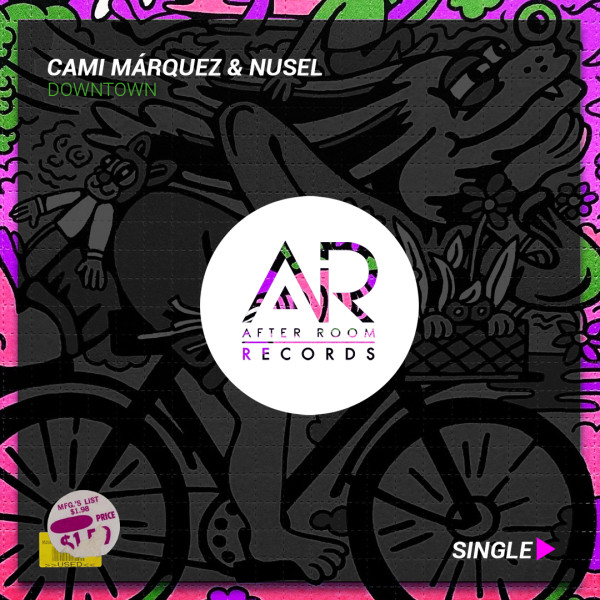 CAMI MÁRQUEZ & NUSEL
DOWNTOWN
AR
AFTER ROOM
RECORDS
MFG.'S LIST
$1.98
PRICE
>>USED<<
SINGLE